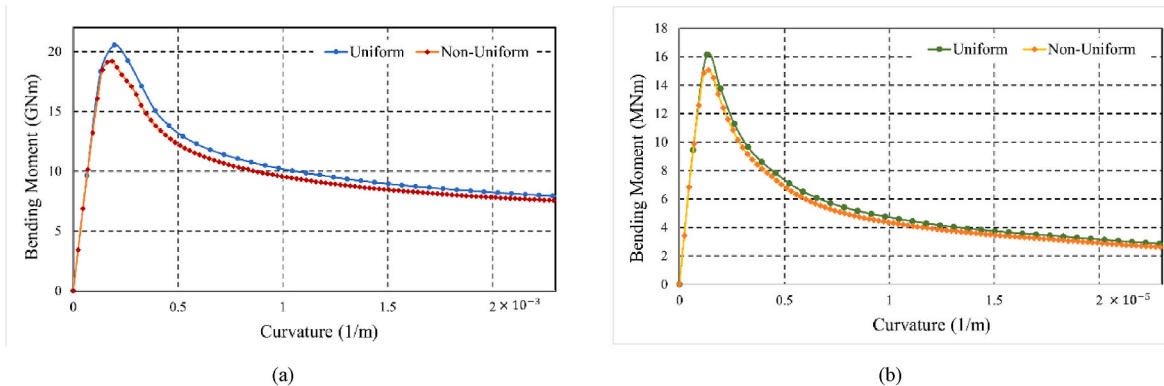 Bending Moment (GNm)
20
15
10
5
0
Uniform Non-Uniform
0 0.5 1 1.5 2 × 10⁻³
Curvature (1/m)
(a)
Bending Moment (MNm)
18
16
14
12
10
8
6
4
2
0
Uniform Non-Uniform
0 0.5 1 1.5 2 × 10⁻⁵
Curvature (1/m)
(b)